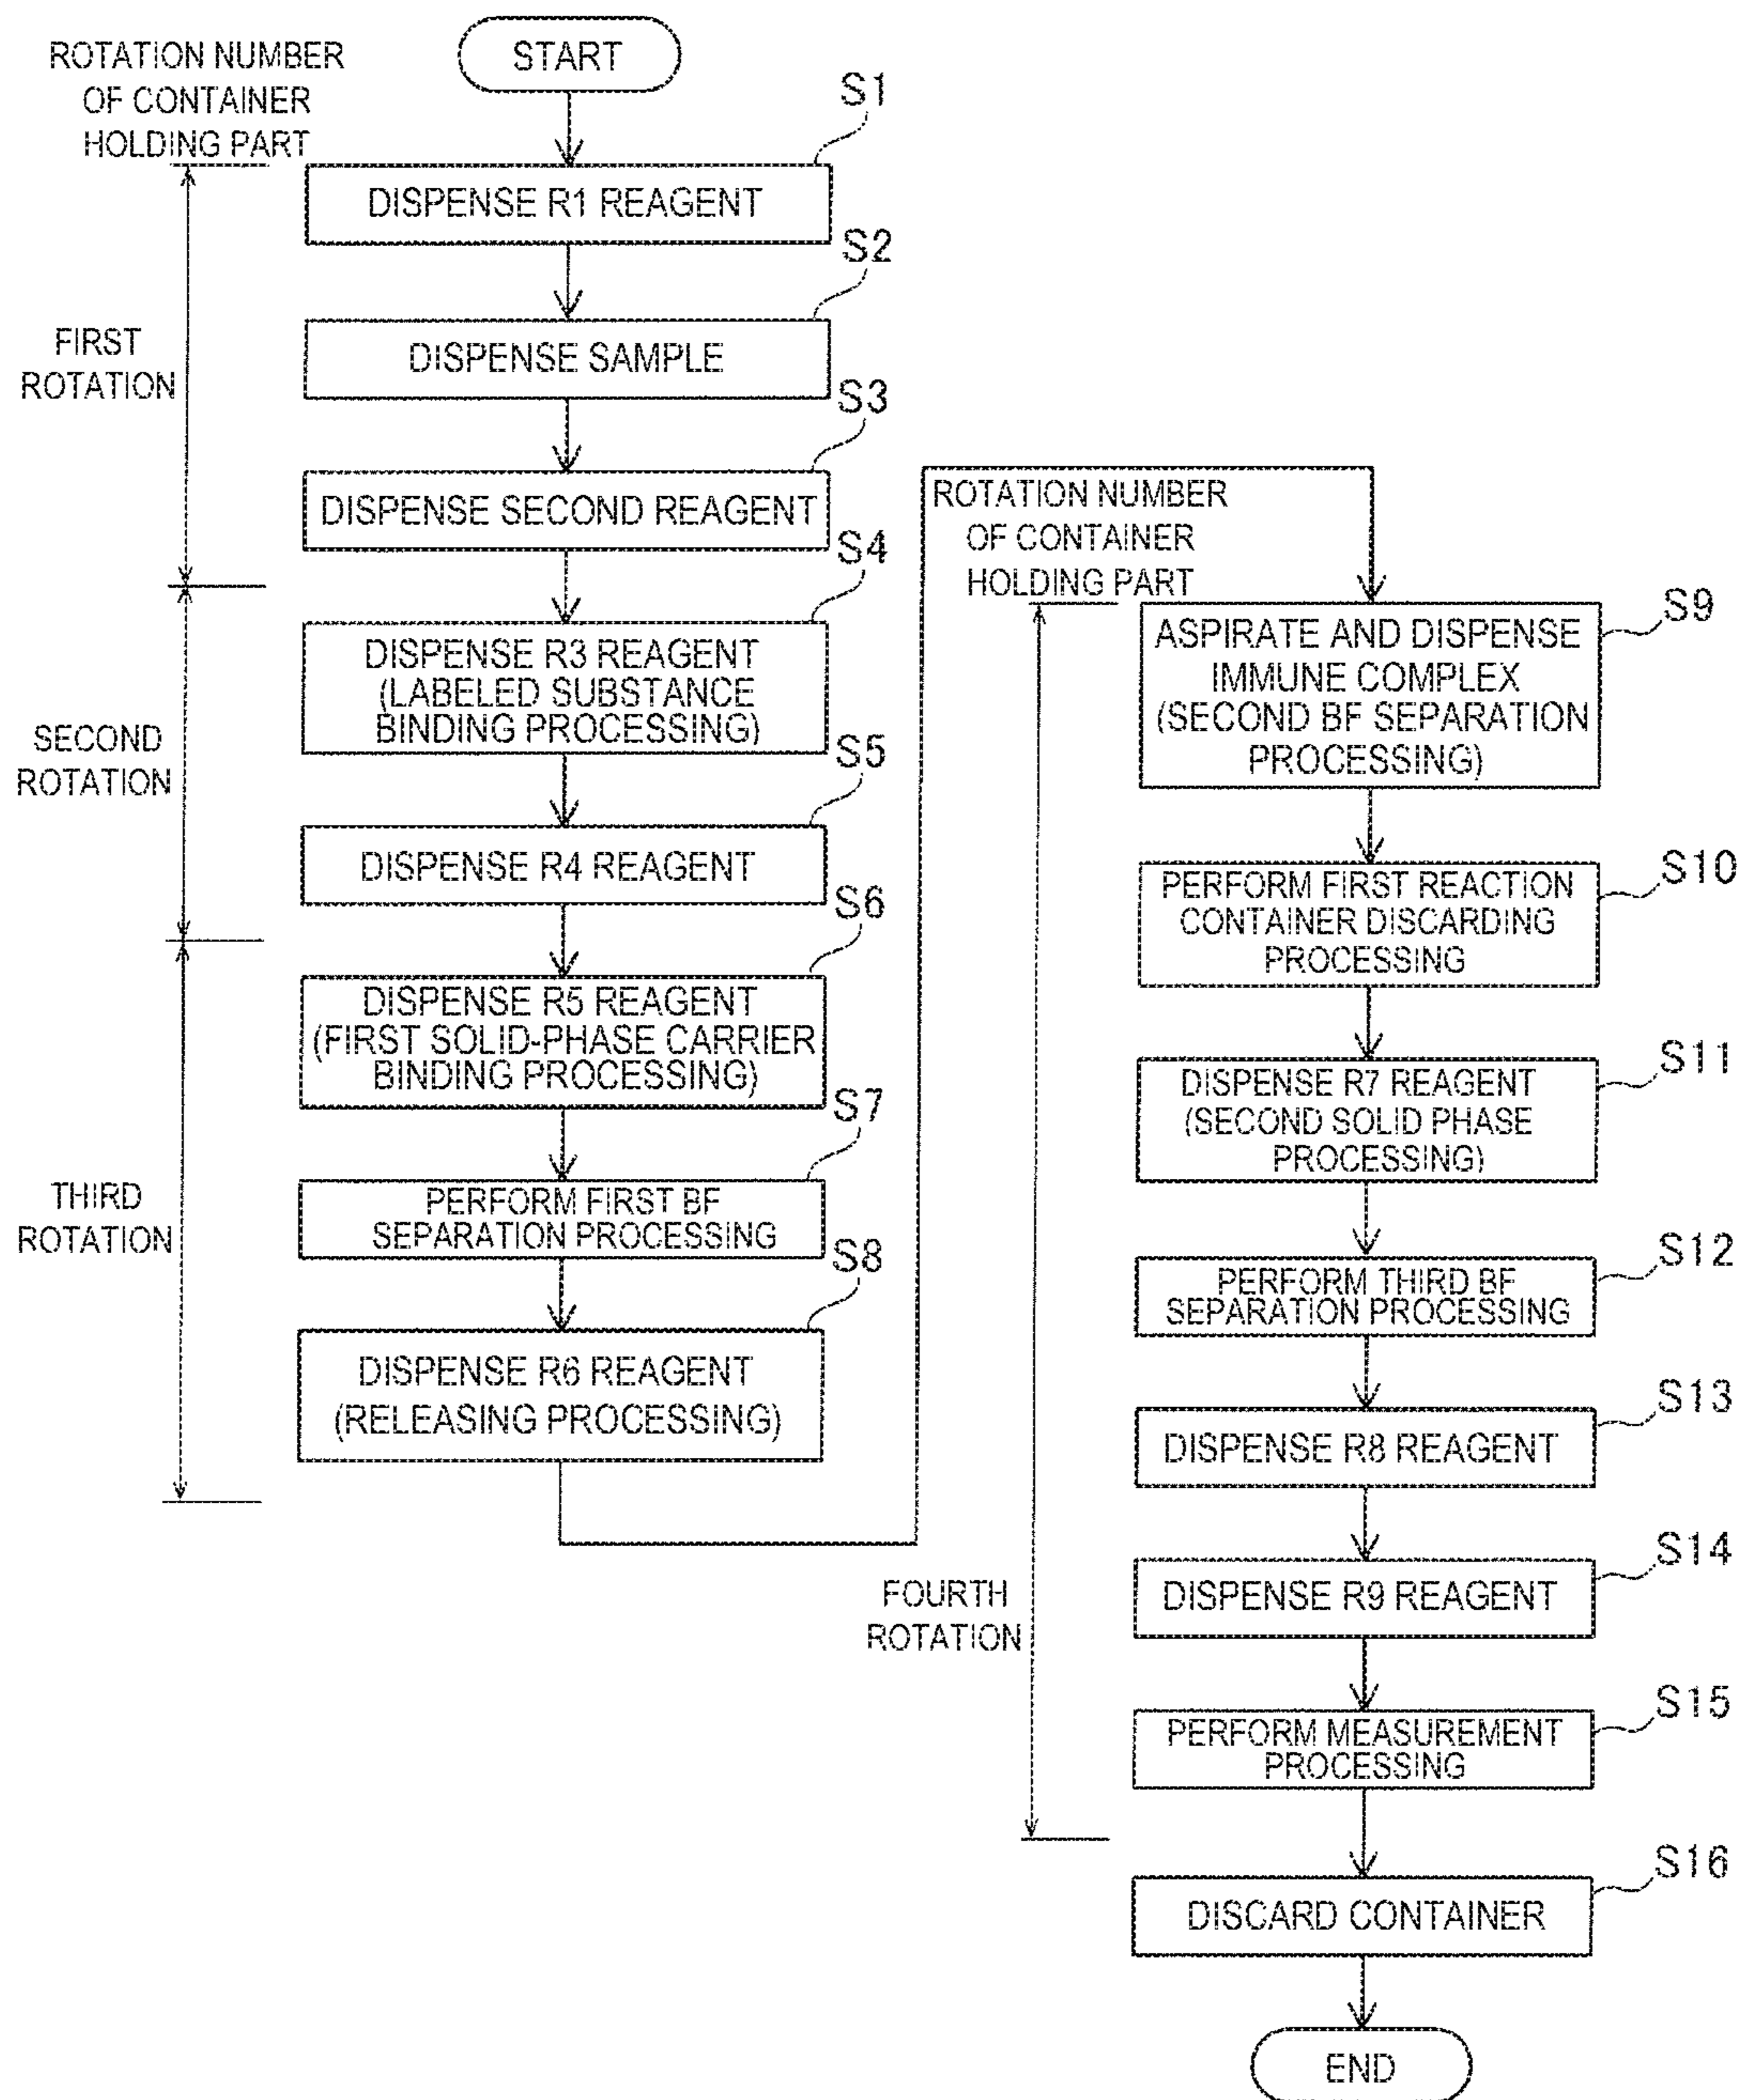 ROTATION NUMBER
OF CONTAINER
HOLDING PART
START
S1
DISPENSE R1 REAGENT
S2
DISPENSE SAMPLE
FIRST
ROTATION
S3
DISPENSE SECOND REAGENT
S4
DISPENSE R3 REAGENT
(LABELED SUBSTANCE
BINDING PROCESSING)
SECOND
ROTATION
S5
DISPENSE R4 REAGENT
S6
DISPENSE R5 REAGENT
(FIRST SOLID-PHASE CARRIER
BINDING PROCESSING)
S7
PERFORM FIRST BF
SEPARATION PROCESSING
THIRD
ROTATION
S8
DISPENSE R6 REAGENT
(RELEASING PROCESSING)
ROTATION NUMBER
OF CONTAINER
HOLDING PART
S9
ASPIRATE AND DISPENSE
IMMUNE COMPLEX
(SECOND BF SEPARATION
PROCESSING)
S10
PERFORM FIRST REACTION
CONTAINER DISCARDING
PROCESSING
S11
DISPENSE R7 REAGENT
(SECOND SOLID PHASE
PROCESSING)
S12
PERFORM THIRD BF
SEPARATION PROCESSING
S13
DISPENSE R8 REAGENT
S14
DISPENSE R9 REAGENT
FOURTH
ROTATION
S15
PERFORM MEASUREMENT
PROCESSING
S16
DISCARD CONTAINER
END